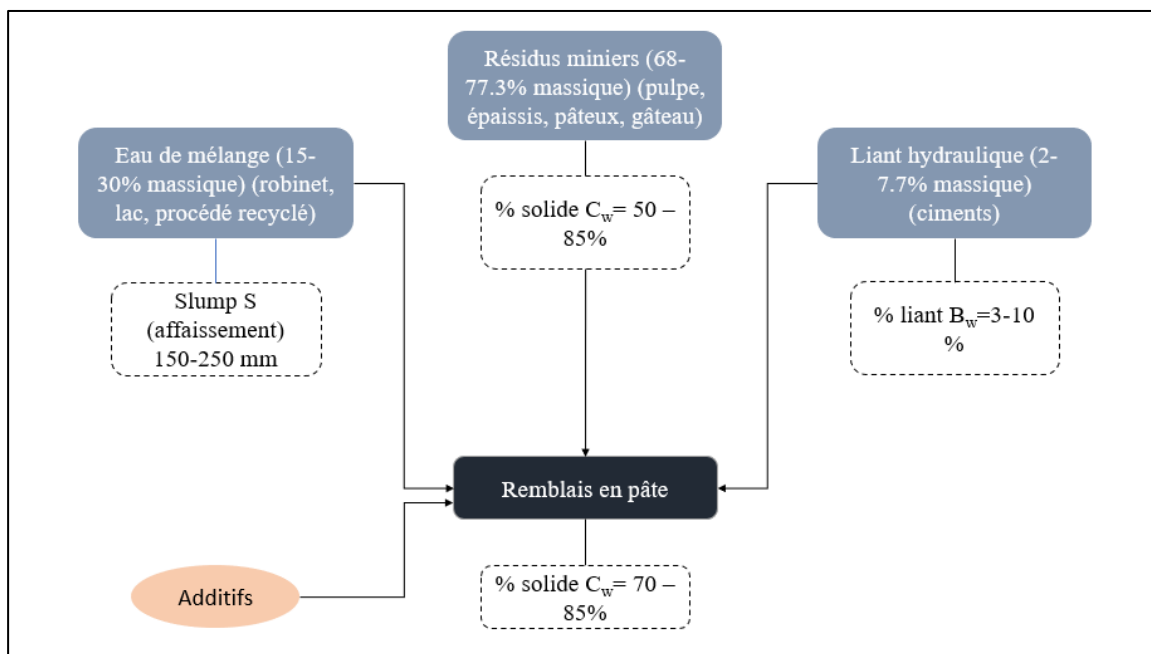 Résidus miniers (68-
77.3% massique) (pulpe,
épaissis, pâteux, gâteau)
Eau de mélange (15-
30% massique) (robinet,
lac, procédé recyclé)
Liant hydraulique (2-
7.7% massique)
(ciments)
% solide Cw= 50 –
85%
Slump S
(affaissement)
150-250 mm
% liant Bw=3-10
%
Remblais en pâte
Additifs
% solide Cw= 70 –
85%